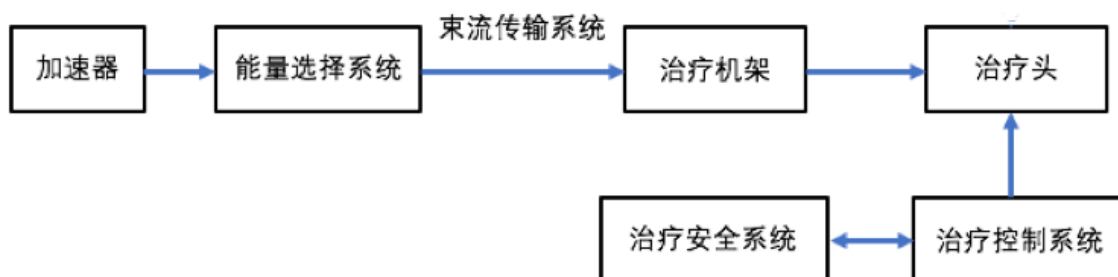 束流传输系统
加速器
能量选择系统
治疗机架
治疗头
治疗安全系统
治疗控制系统